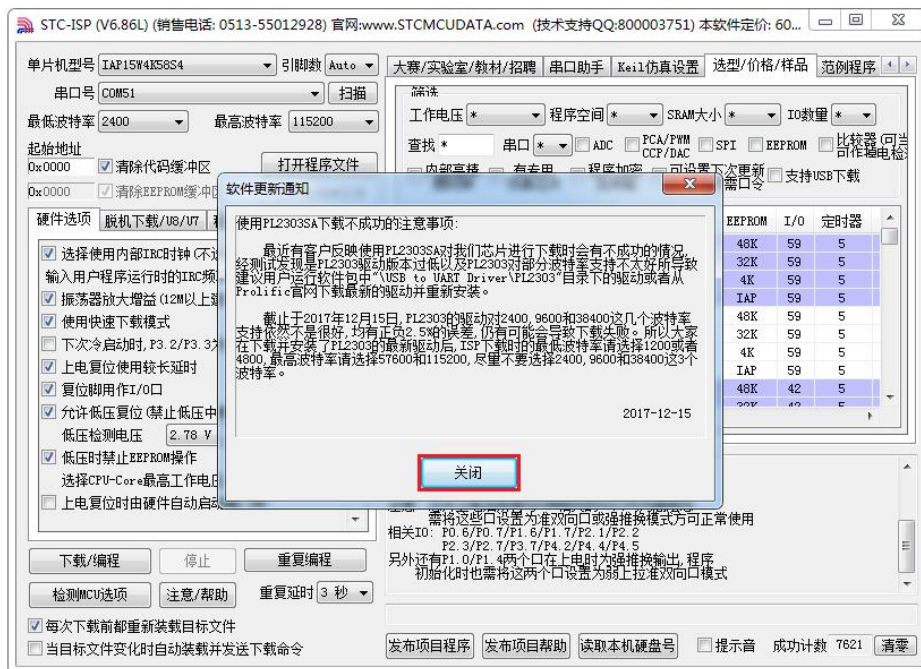 STC-ISP (V6.86L) (销售电话: 0513-55012928) 官网:www.STCMCUDATA.com (技术支持QQ:800003751) 本软件定价: 60...
单片机型号 IAP15W4K58S4 引脚数 Auto
串口号 COM51 扫描
最低波特率 2400 最高波特率 115200
起始地址
0x0000 清除代码缓冲区 打开程序文件
0x0000 清除EEPROM缓冲区
硬件选项 脱机下载/U8/U7
选择使用内部IRC时钟(不
输入用户程序运行时的IRC频
振荡器放大增益(12M以上
使用快速下载模式
下次冷启动时, P3.2/P3.3
上电复位使用较长延时
复位脚用作I/O口
允许低压复位(禁止低压中
低压检测电压 2.78 V
低压时禁止EEPROM操作
选择CPU-Core最高工作电压
上电复位时由硬件自动启动
下载/编程 停止 重复编程
检测MCU选项 注意/帮助 重复延时 3 秒
每次下载前都重新装载目标文件
当目标文件变化时自动装载并发送下载命令
大赛/实验室/教材/招聘 串口助手 Keil仿真设置 选型/价格/样品 范例程序
筛选
工作电压 * 程序空间 * SRAM大小 * IO数量 *
查找 * 串口 * ADC PCA/PWM CCP/DAC SPI EEPROM 比较器(可当
可作掉电检
可设置下次更新
需口令 支持USB下载
EEPROM I/O 定时器
48K 59 5
32K 59 5
4K 59 5
IAP 59 5
48K 59 5
32K 59 5
4K 59 5
IAP 59 5
48K 42 5
32K 42 5
软件更新通知
使用PL2303SA下载不成功的注意事项:
最近有客户反映使用PL2303SA对我们芯片进行下载时会有不成功的情况,
经测试发现是PL2303驱动版本过低以及PL2303对部分波特率支持不太好所导致
建议用户运行软件包中"\USB to UART Driver\PL2303"目录下的驱动或者从
Prolific官网下载最新的驱动并重新安装。
截止于2017年12月15日, PL2303的驱动对2400, 9600和38400这几个波特率
支持依然不是很好, 均有正负2.5%的误差, 仍有可能会导致下载失败。所以大家
在下载并安装了PL2303的最新驱动后, ISP下载时的最低波特率请选择1200或者
4800, 最高波特率请选择57600和115200, 尽量不要选择2400, 9600和38400这3个
波特率。
2017-12-15
关闭
需将这些口设置为准双向口或强推挽模式方可正常使用
相关IO: P0.6/P0.7/P1.6/P1.7/P2.1/P2.2
P2.3/P2.7/P3.7/P4.2/P4.4/P4.5
另外还有P1.0/P1.4两个口在上电时为强推挽输出, 程序
初始化时也需将这两个口设置为弱上拉准双向口模式
发布项目程序 发布项目帮助 读取本机硬盘号 提示音 成功计数 7621 清零